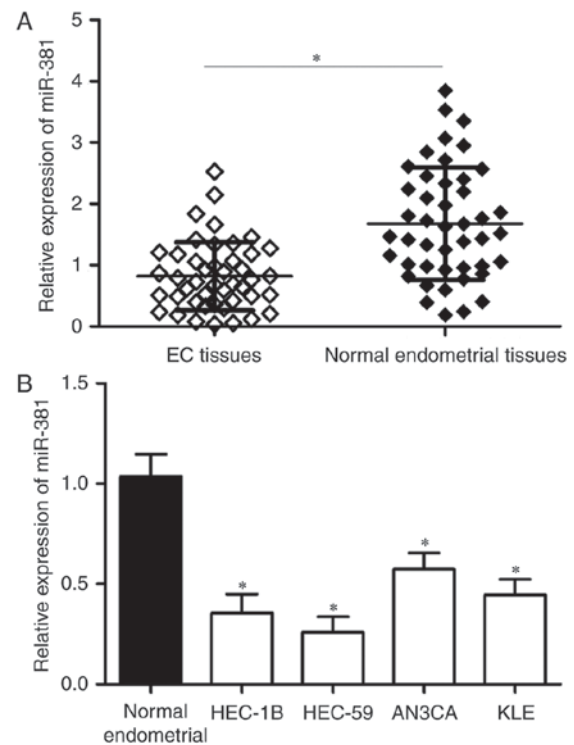 A
Relative expression of miR-381
5
4
3
2
1
0
*
EC tissues
Normal endometrial tissues
B
Relative expression of miR-381
1.5
1.0
0.5
0.0
*
*
*
*
Normal
endometrial
HEC-1B
HEC-59
AN3CA
KLE